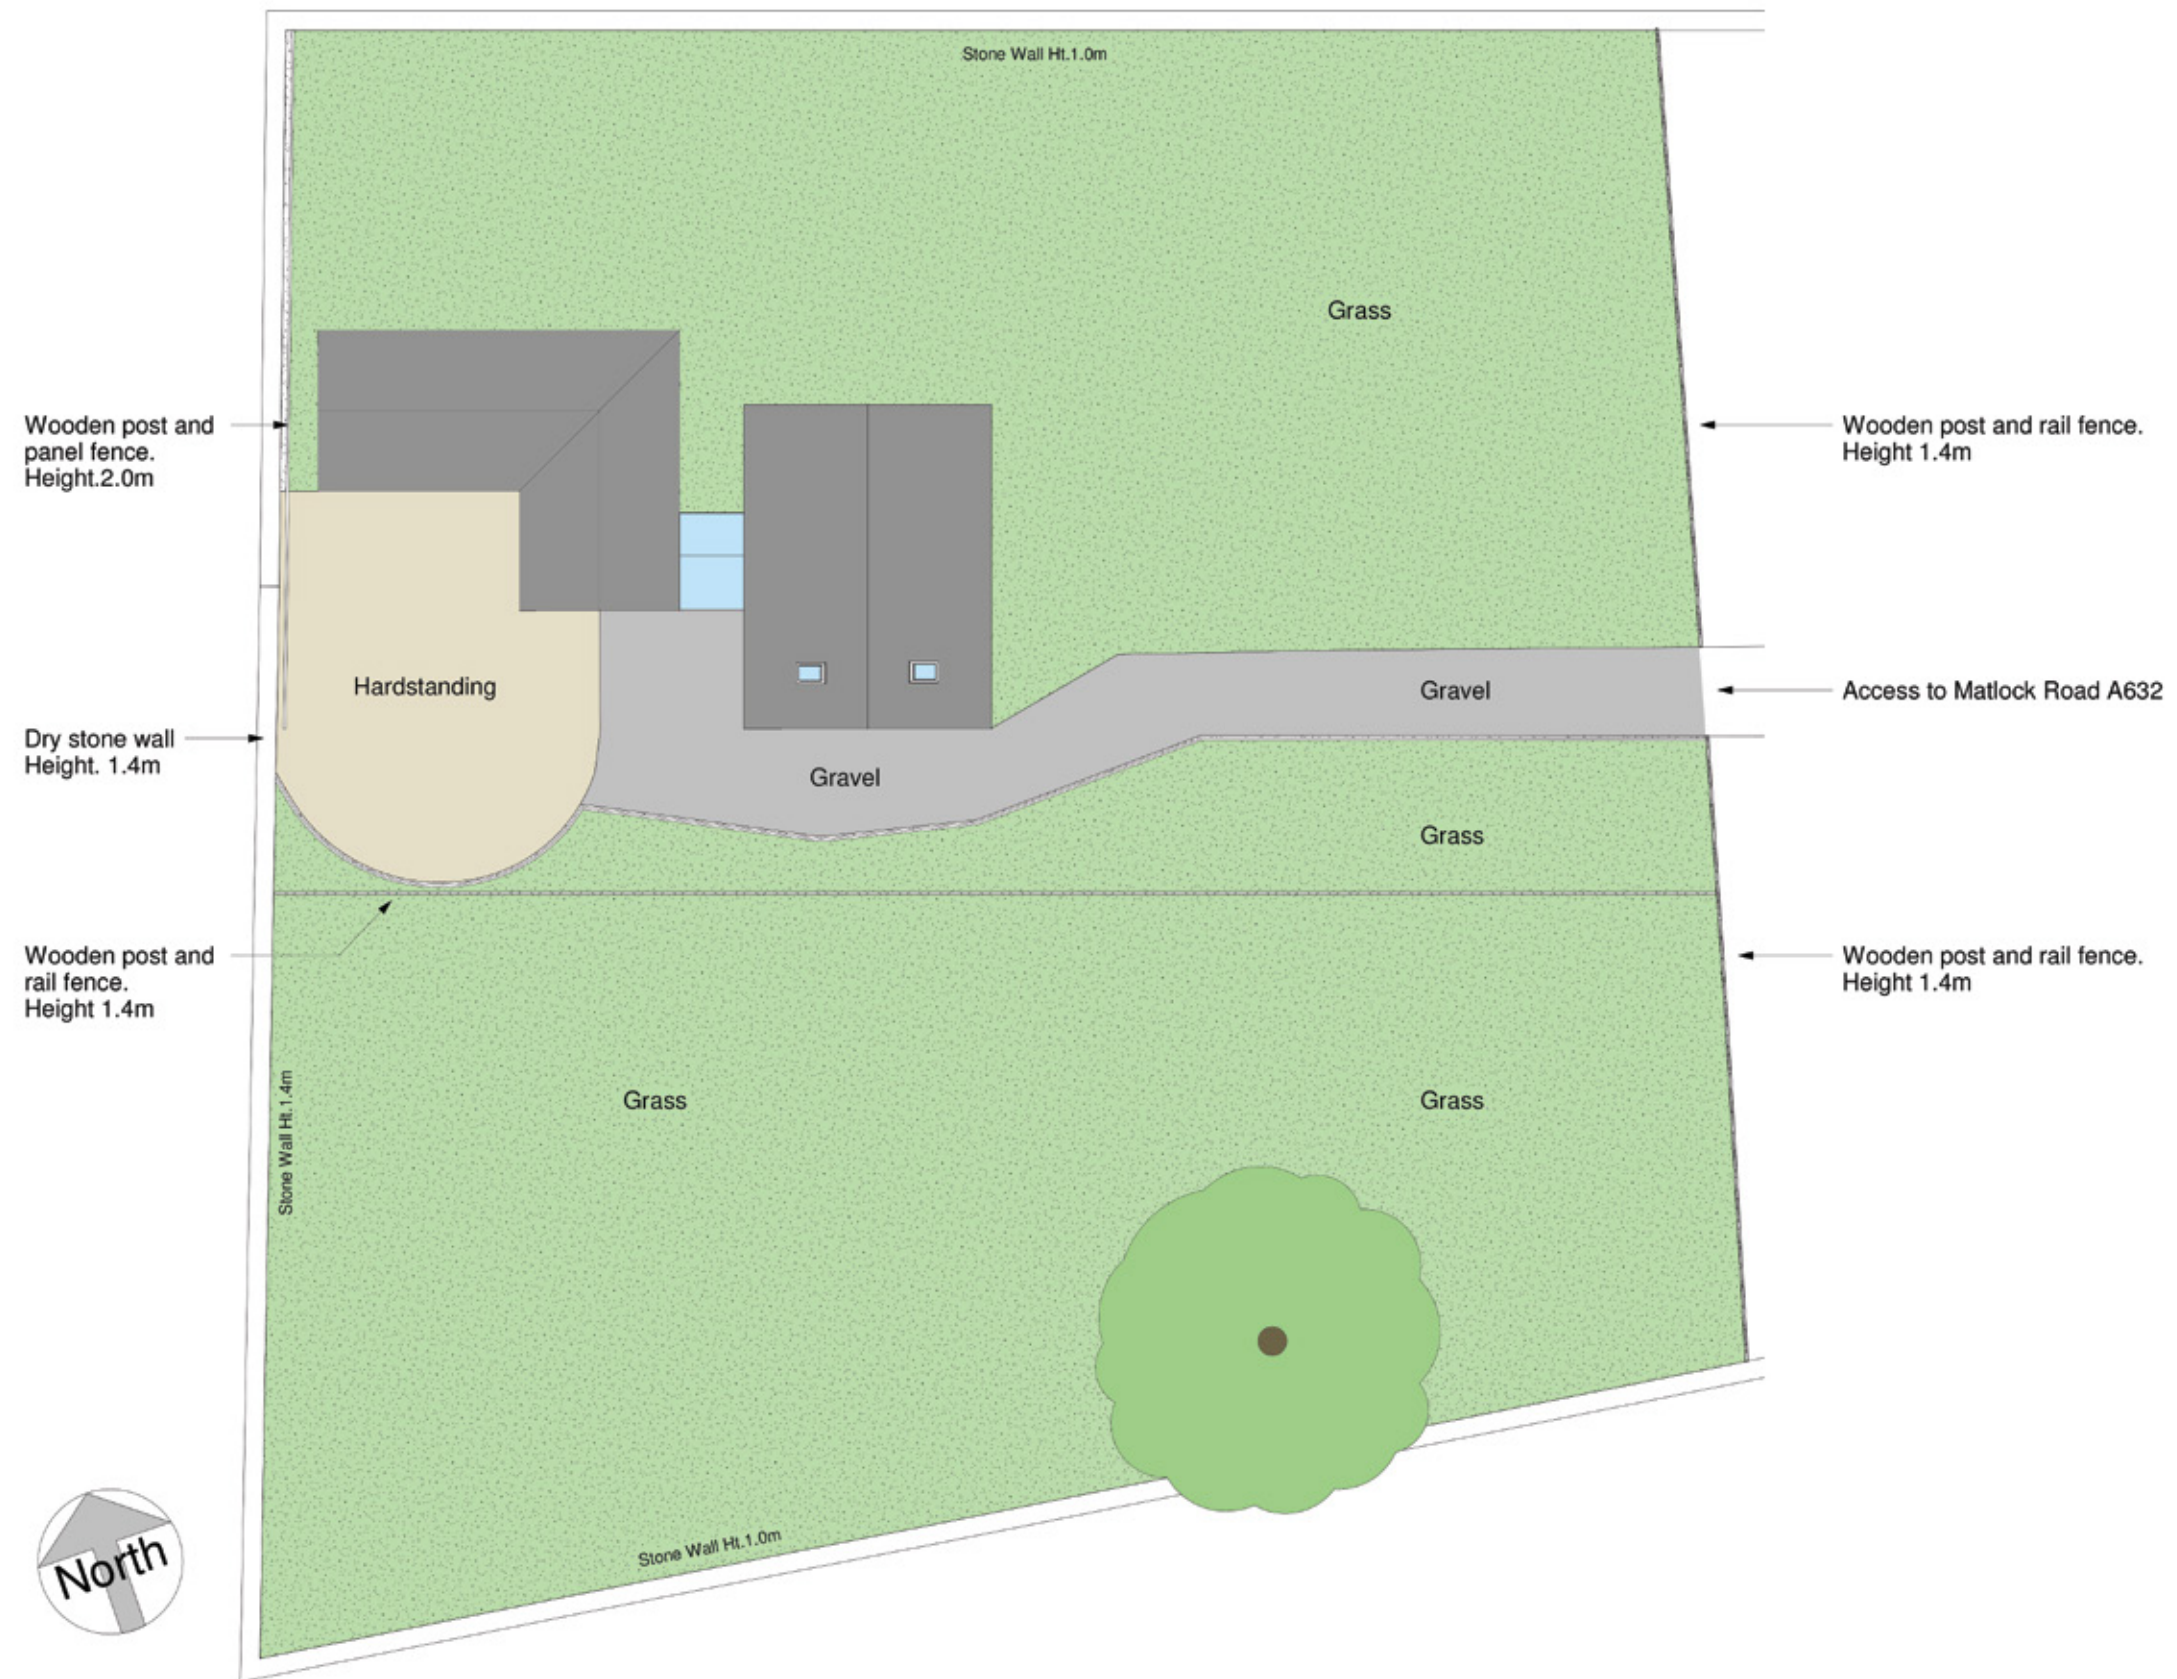 Stone Wall Ht.1.0m
Grass
Wooden post and
panel fence.
Height.2.0m
Wooden post and rail fence.
Height 1.4m
Hardstanding
Gravel
Access to Matlock Road A632
Dry stone wall
Height. 1.4m
Gravel
Grass
Wooden post and
rail fence.
Height 1.4m
Wooden post and rail fence.
Height 1.4m
Grass
Grass
Stone Wall Ht.1.4m
Stone Wall Ht.1.0m
North